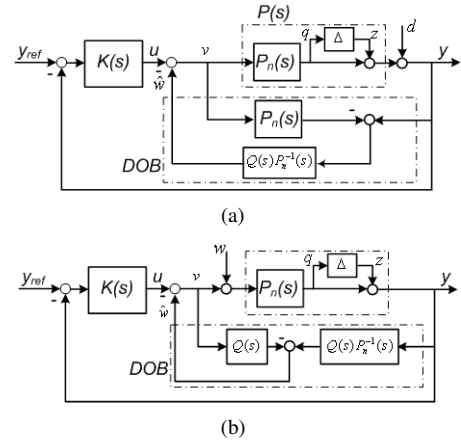 P(s)
y_ref - K(s) u - ŵ v P_n(s) q Δ z d y
P_n(s) -
DOB Q(s)P_n^{-1}(s)
(a)
y_ref - K(s) u - ŵ v w P_n(s) q Δ z y
Q(s) - Q(s)P_n^{-1}(s)
DOB
(b)